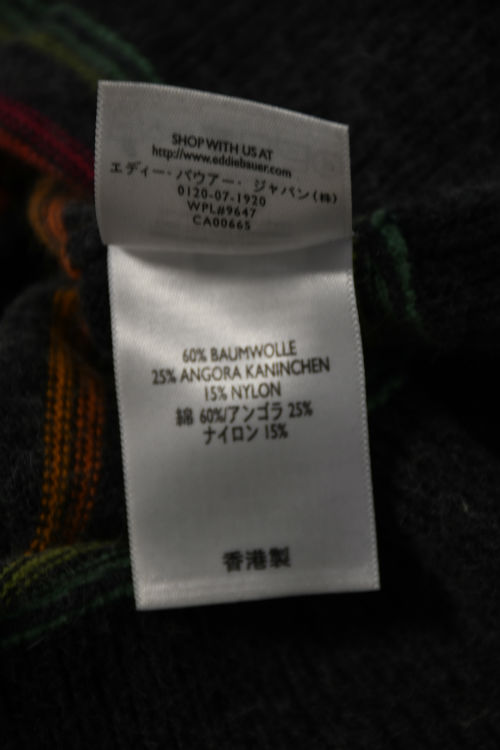 SHOP WITH US AT
http://www.eddiebauer.com
エディー・バウアー・ジャパン(株)
0120-07-1920
WPL#9647
CA00665
60% BAUMWOLLE
25% ANGORA KANINCHEN
15% NYLON
綿 60%/アンゴラ 25%
ナイロン 15%
香港製